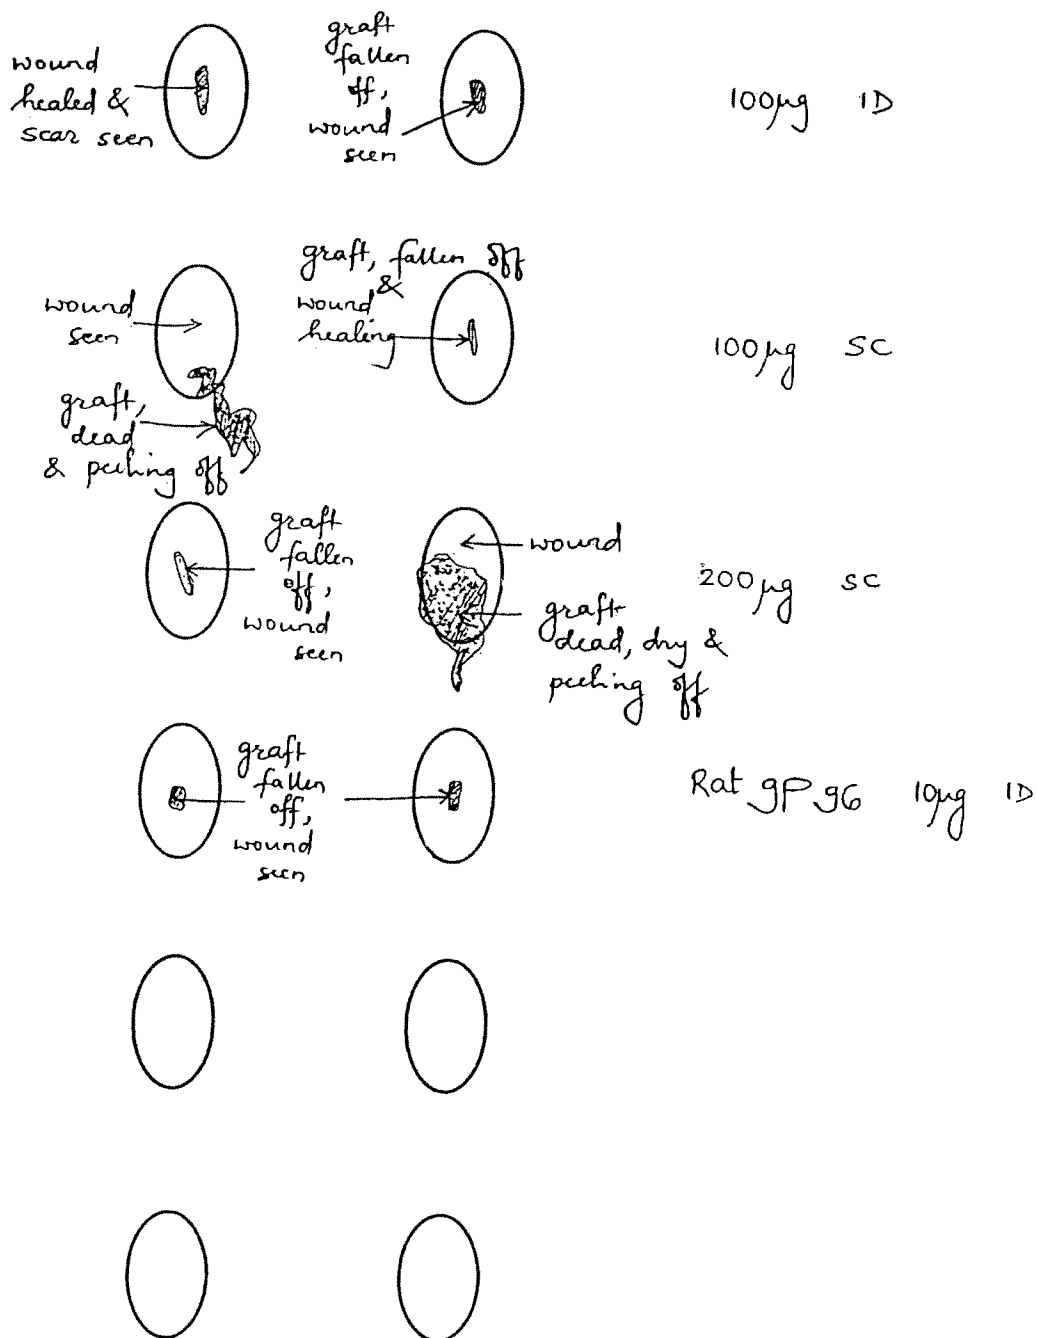 wound
healed &
scar seen
graft
fallen
off,
wound
seen
100µg ID
wound
seen
graft,
dead
& peeling off
graft, fallen off
&
wound
healing
100µg SC
graft
fallen
off,
wound
seen
wound
graft
dead, dry &
peeling off
200µg SC
graft
fallen
off,
wound
seen
Rat gp 96 10µg ID